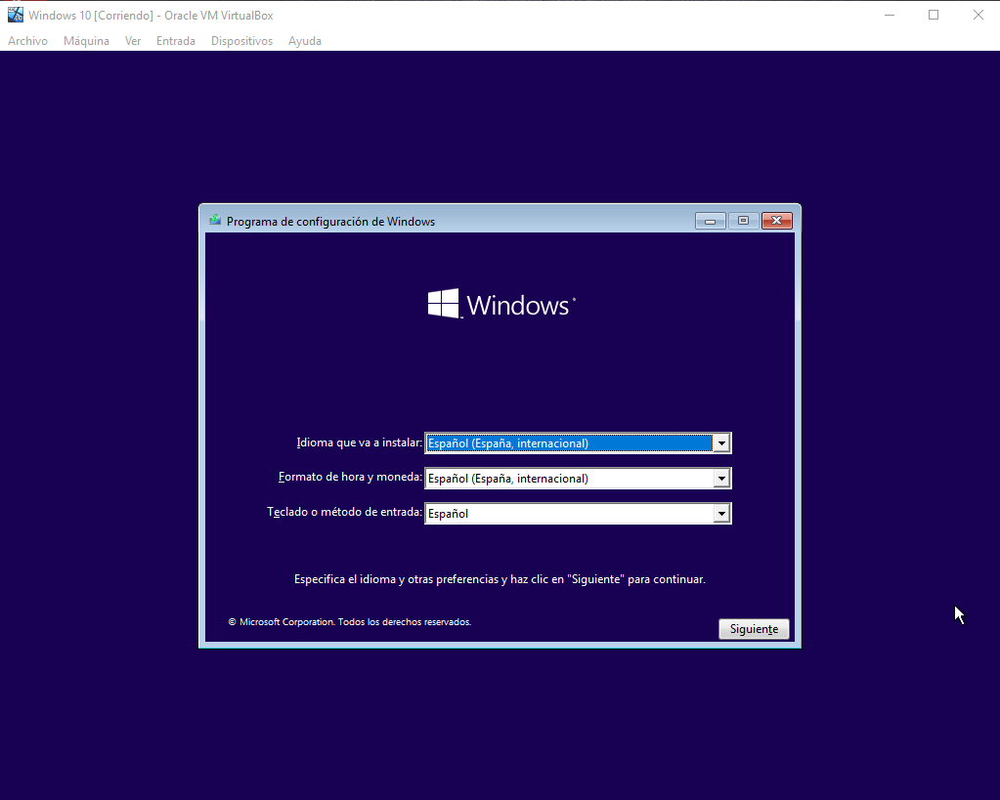 Windows 10 [Corriendo] - Oracle VM VirtualBox
Archivo Máquina Ver Entrada Dispositivos Ayuda
Programa de configuración de Windows
Windows
Idioma que va a instalar: Español (España, internacional)
Formato de hora y moneda: Español (España, internacional)
Teclado o método de entrada: Español
Especifica el idioma y otras preferencias y haz clic en "Siguiente" para continuar.
© Microsoft Corporation. Todos los derechos reservados.
Siguiente